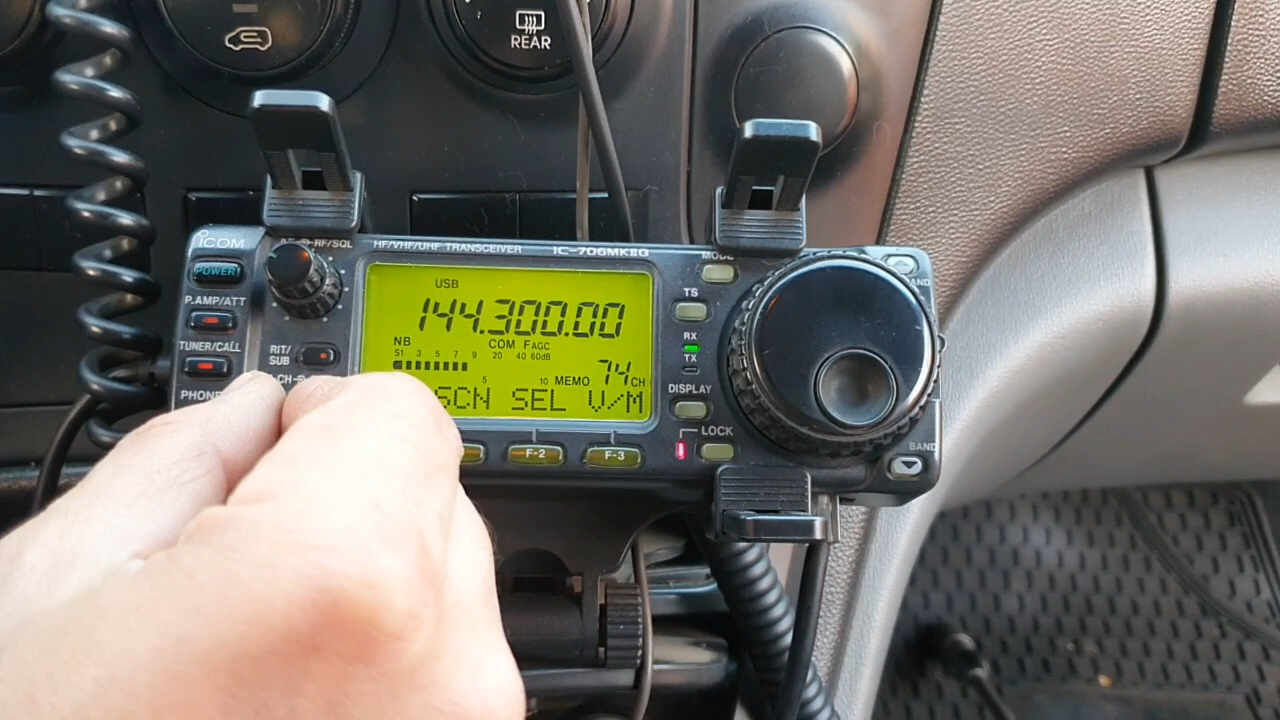 REAR
ICOM
RF/SQL
HF/VHF/UHF TRANSCEIVER
IC-706MKIIG
MODE
POWER
TS
BAND
P.AMP/ATT
USB
144.300.00
RX
TX
TUNER/CALL
RIT/
SUB
NB
COM FAGC
S1 3 5 7 9 20 40 60dB
5 10
MEMO 74CH
CH
DISPLAY
PHONE
SCN SEL V/M
LOCK
F-2
F-3
BAND